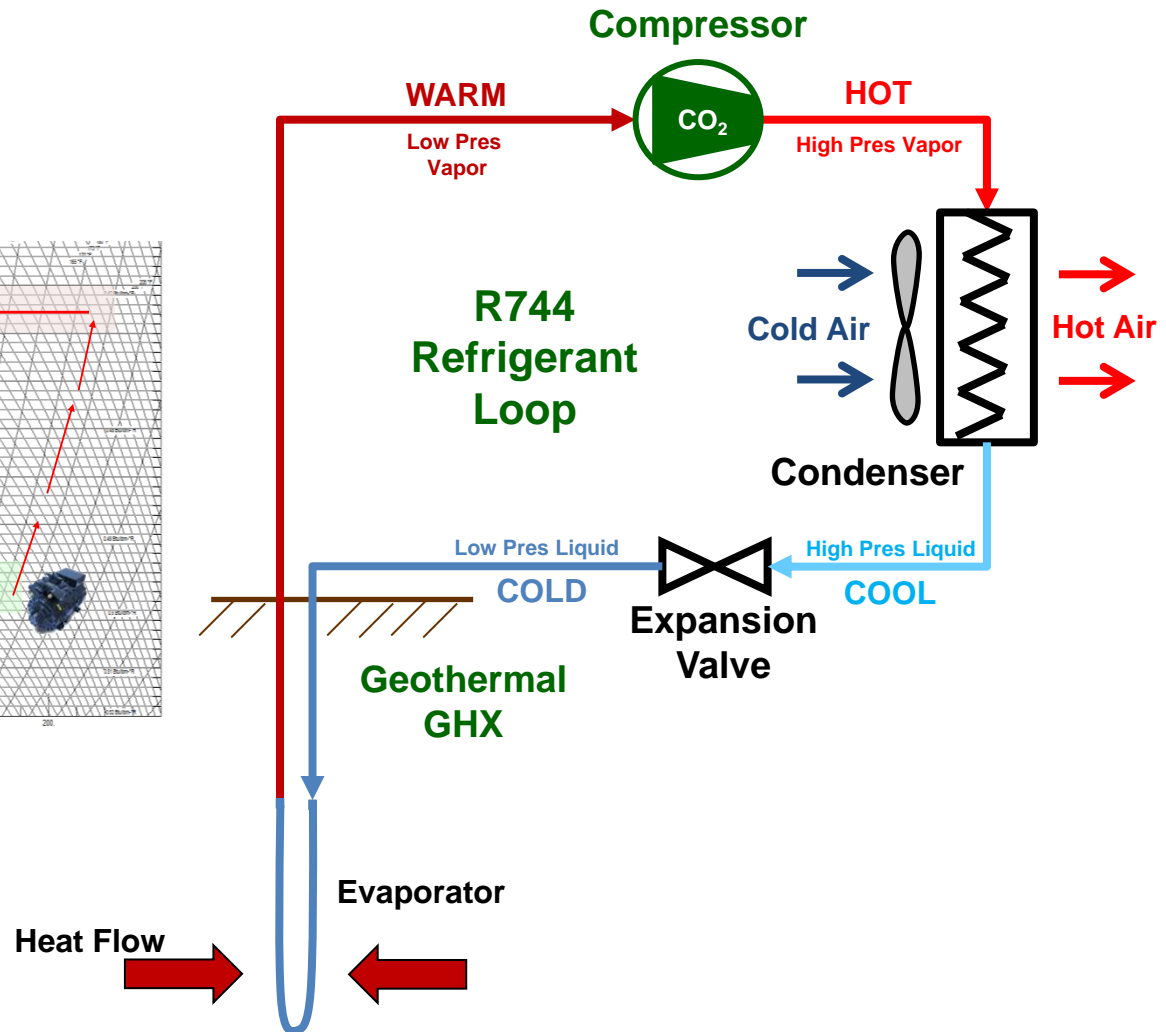 Compressor
WARM
Low Pres
Vapor
CO₂
HOT
High Pres Vapor
R744
Refrigerant
Loop
Cold Air
Hot Air
Condenser
Low Pres Liquid
COLD
High Pres Liquid
COOL
Expansion
Valve
Geothermal
GHX
200.
Evaporator
Heat Flow